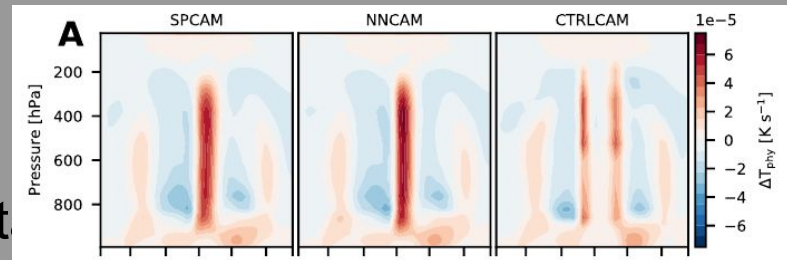 A
SPCAM
NNCAM
CTRLCAM
1e−5
Pressure [hPa]
200
400
600
800
6
4
2
0
−2
−4
−6
ΔT_phy [K s⁻¹]